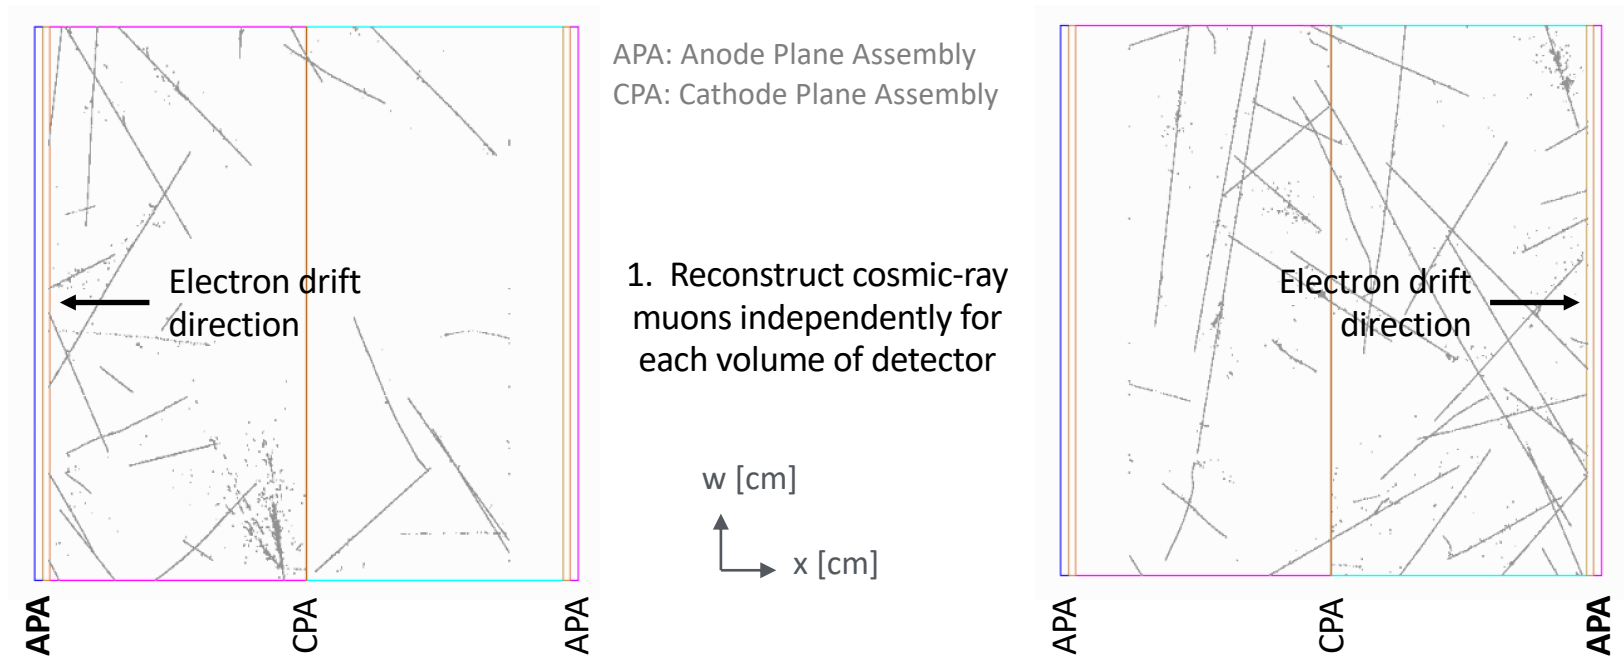 APA: Anode Plane Assembly
CPA: Cathode Plane Assembly
Electron drift
direction
1. Reconstruct cosmic-ray
muons independently for
each volume of detector
Electron drift
direction
w [cm]
x [cm]
APA
CPA
APA
APA
CPA
APA